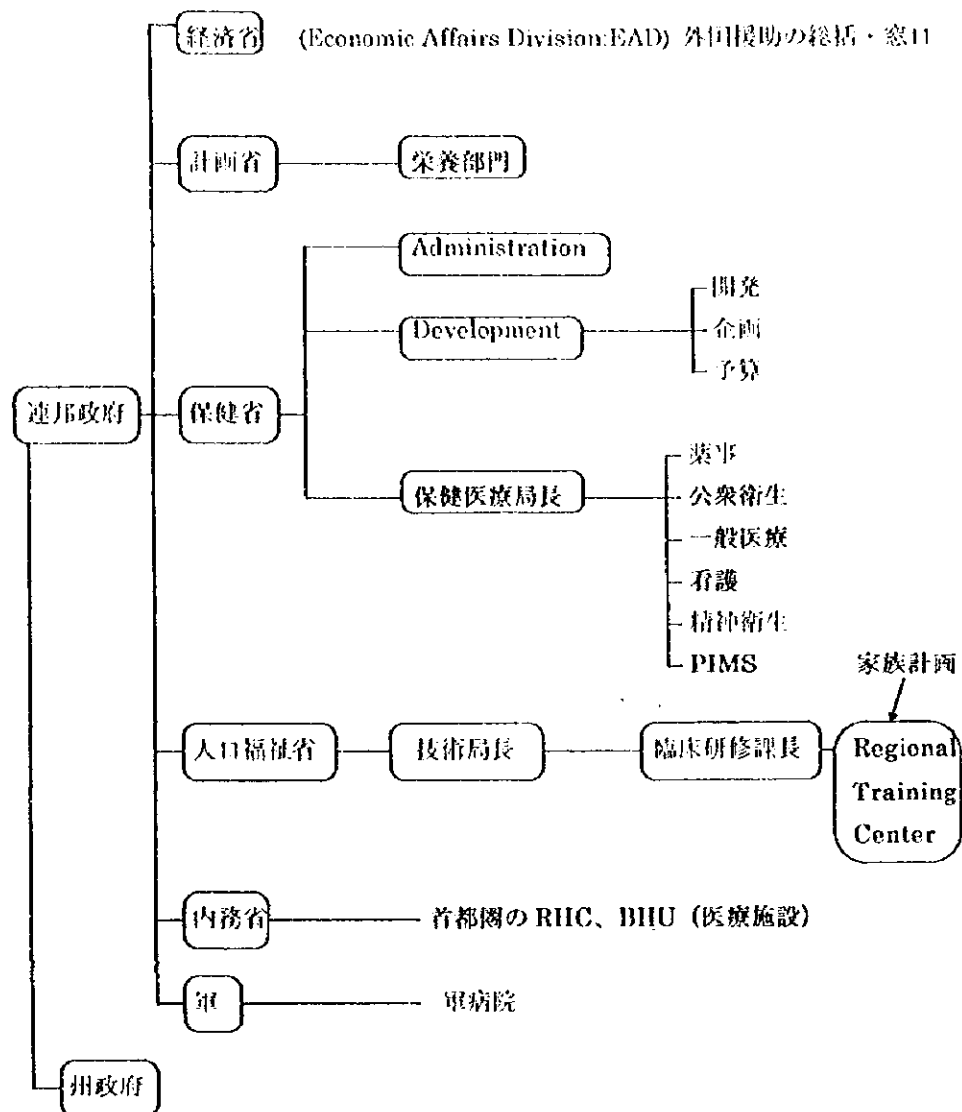 経済省 (Economic Affairs Division:EAD) 外国援助の総括・窓口
計画省 栄養部門
Administration
Development
開発
企画
予算
連邦政府 保健省
保健医療局長
薬事
公衆衛生
一般医療
看護
精神衛生
PIMS
家族計画
人口福祉省 技術局長 臨床研修課長
Regional
Training
Center
内務省 首都圏の RHC、BHU (医療施設)
軍 軍病院
州政府